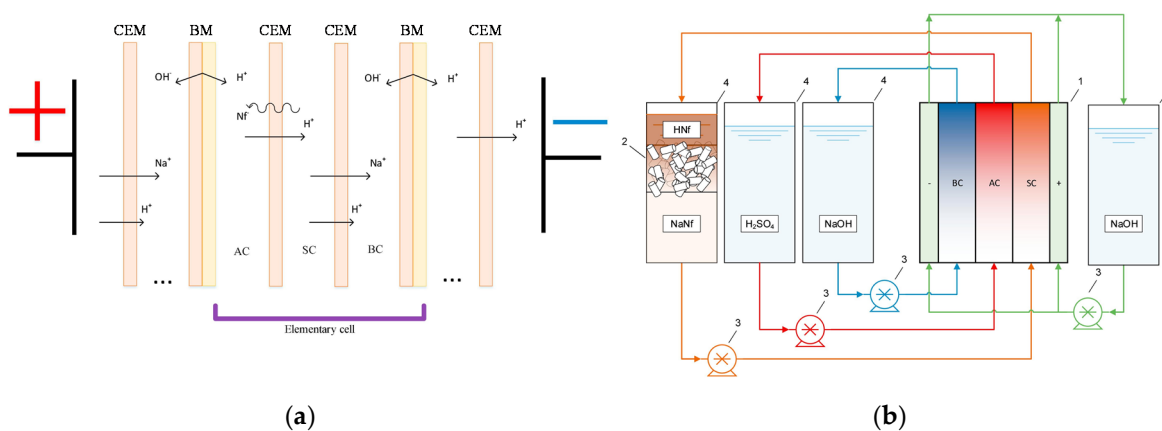 CEM BM CEM CEM BM CEM
OH⁻ H⁺ OH⁻ H⁺
Nf⁻ H⁺ H⁺
Na⁺ Na⁺
H⁺ H⁺
AC SC BC
... ...
Elementary cell
(a)
4 4 4 1
2 HNf
- BC AC SC +
NaNf H₂SO₄ NaOH NaOH
3 3
3
3
(b)